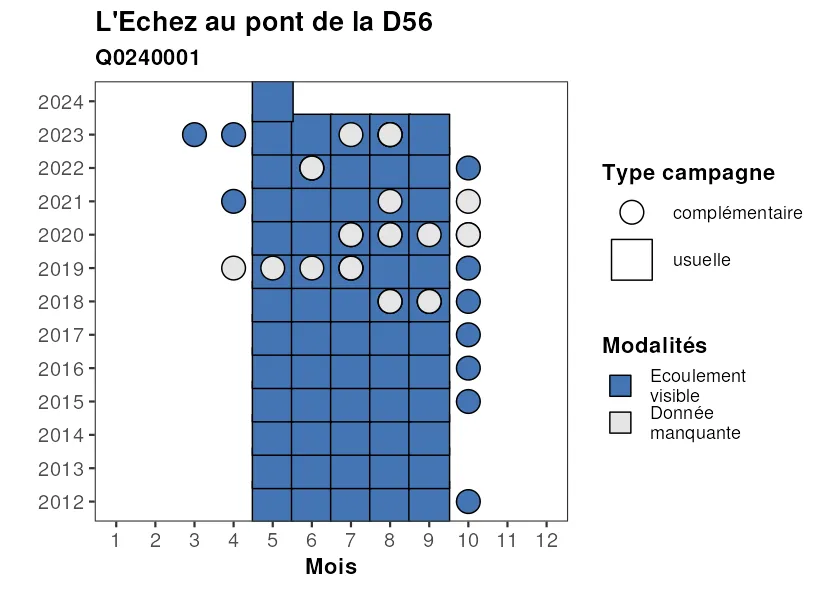 L'Echez au pont de la D56
Q0240001
2024
2023
2022
2021
2020
2019
2018
2017
2016
2015
2014
2013
2012
1 2 3 4 5 6 7 8 9 10 11 12
Mois
Type campagne
complémentaire
usuelle
Modalités
Ecoulement
visible
Donnée
manquante